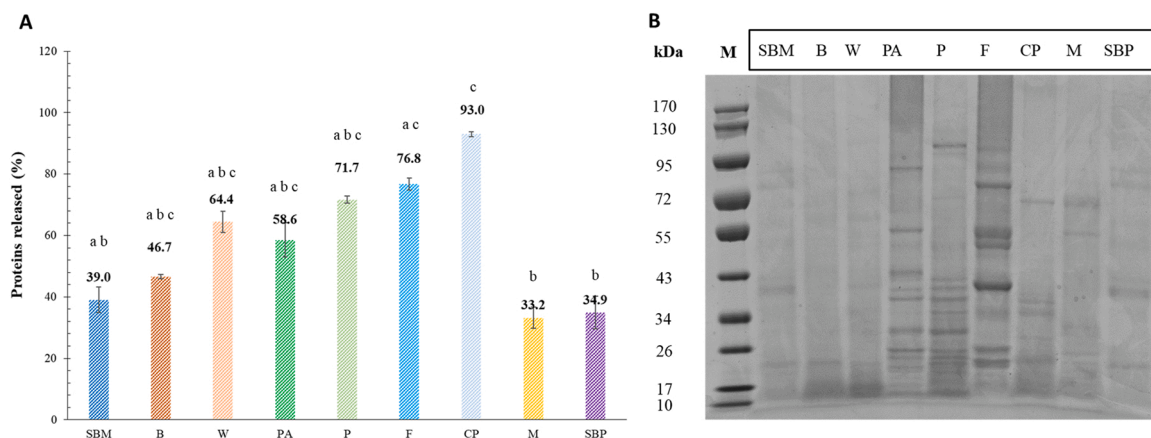 A
120
100
80
60
40
20
0
Proteins released (%)
a b
39.0
a b c
46.7
a b c
64.4
a b c
58.6
a b c
71.7
a c
76.8
c
93.0
b
33.2
b
34.9
SBM B W PA P F CP M SBP
B
kDa M SBM B W PA P F CP M SBP
170
130
95
72
55
43
34
26
17
10